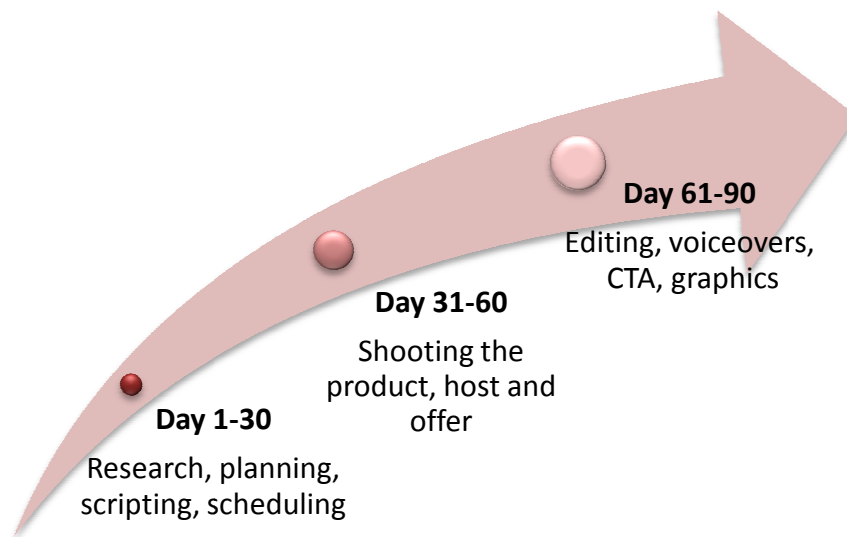 Day 1-30
Research, planning,
scripting, scheduling
Day 31-60
Shooting the
product, host and
offer
Day 61-90
Editing, voiceovers,
CTA, graphics